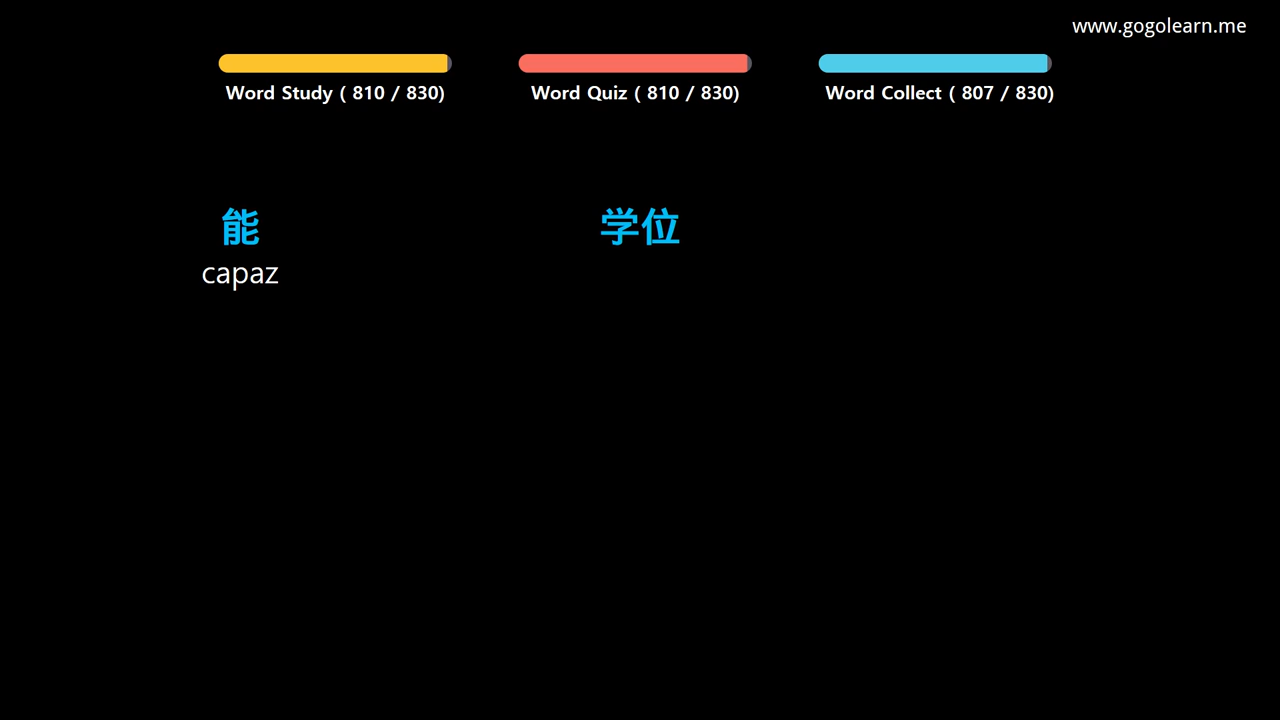 www.gogolearn.me
Word Study ( 810 / 830)
Word Quiz ( 810 / 830)
Word Collect ( 807 / 830)
能
capaz
学位